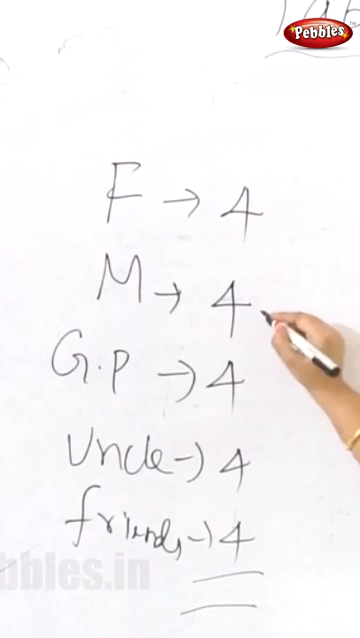 Pebbles
F → 4
M → 4
G.P → 4
Uncle → 4
friends → 4
bbles.in